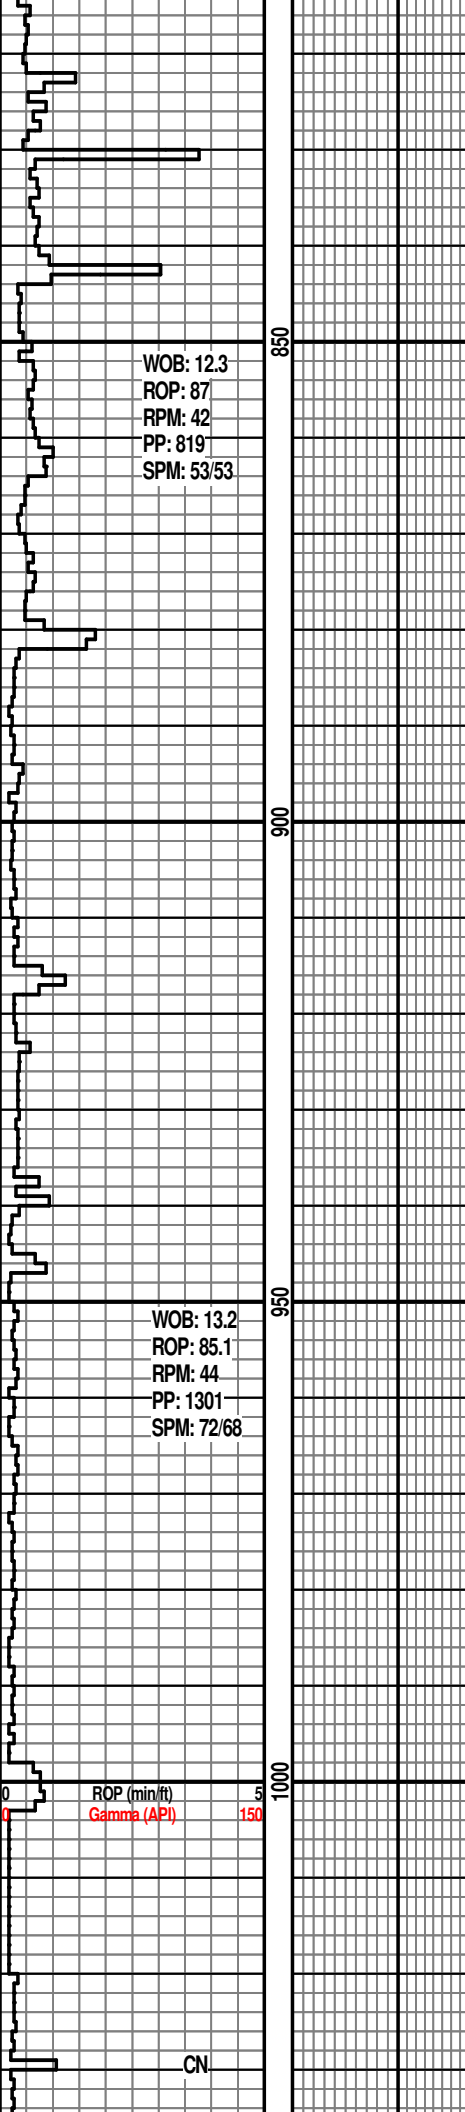 850
WOB: 12.3
ROP: 87
RPM: 42
PP: 819
SPM: 53/53
900
950
WOB: 13.2
ROP: 85.1
RPM: 44
PP: 1301
SPM: 72/68
1000
0 ROP (min/ft) 5
0 Gamma (API) 150
CN